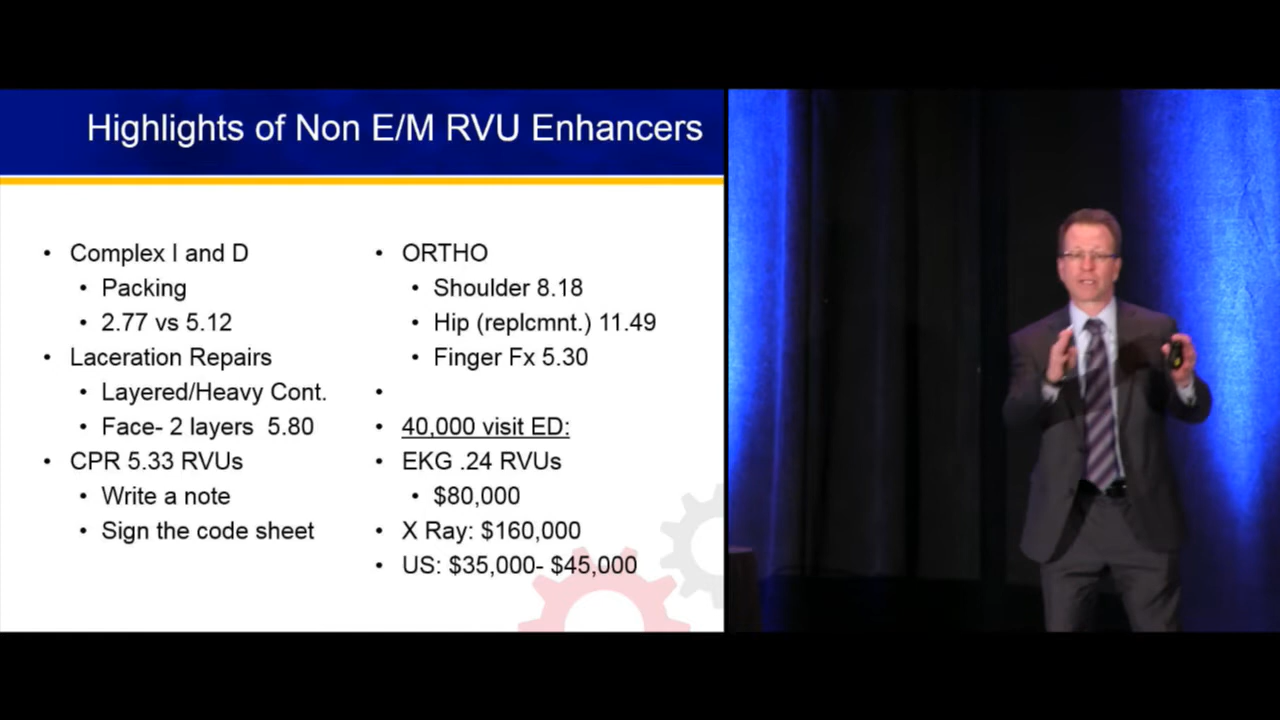 Highlights of Non E/M RVU Enhancers
• Complex I and D
• Packing
• 2.77 vs 5.12
• Laceration Repairs
• Layered/Heavy Cont.
• Face- 2 layers 5.80
• CPR 5.33 RVUs
• Write a note
• Sign the code sheet
• ORTHO
• Shoulder 8.18
• Hip (replcmnt.) 11.49
• Finger Fx 5.30
•
• 40,000 visit ED:
• EKG .24 RVUs
• $80,000
• X Ray: $160,000
• US: $35,000- $45,000